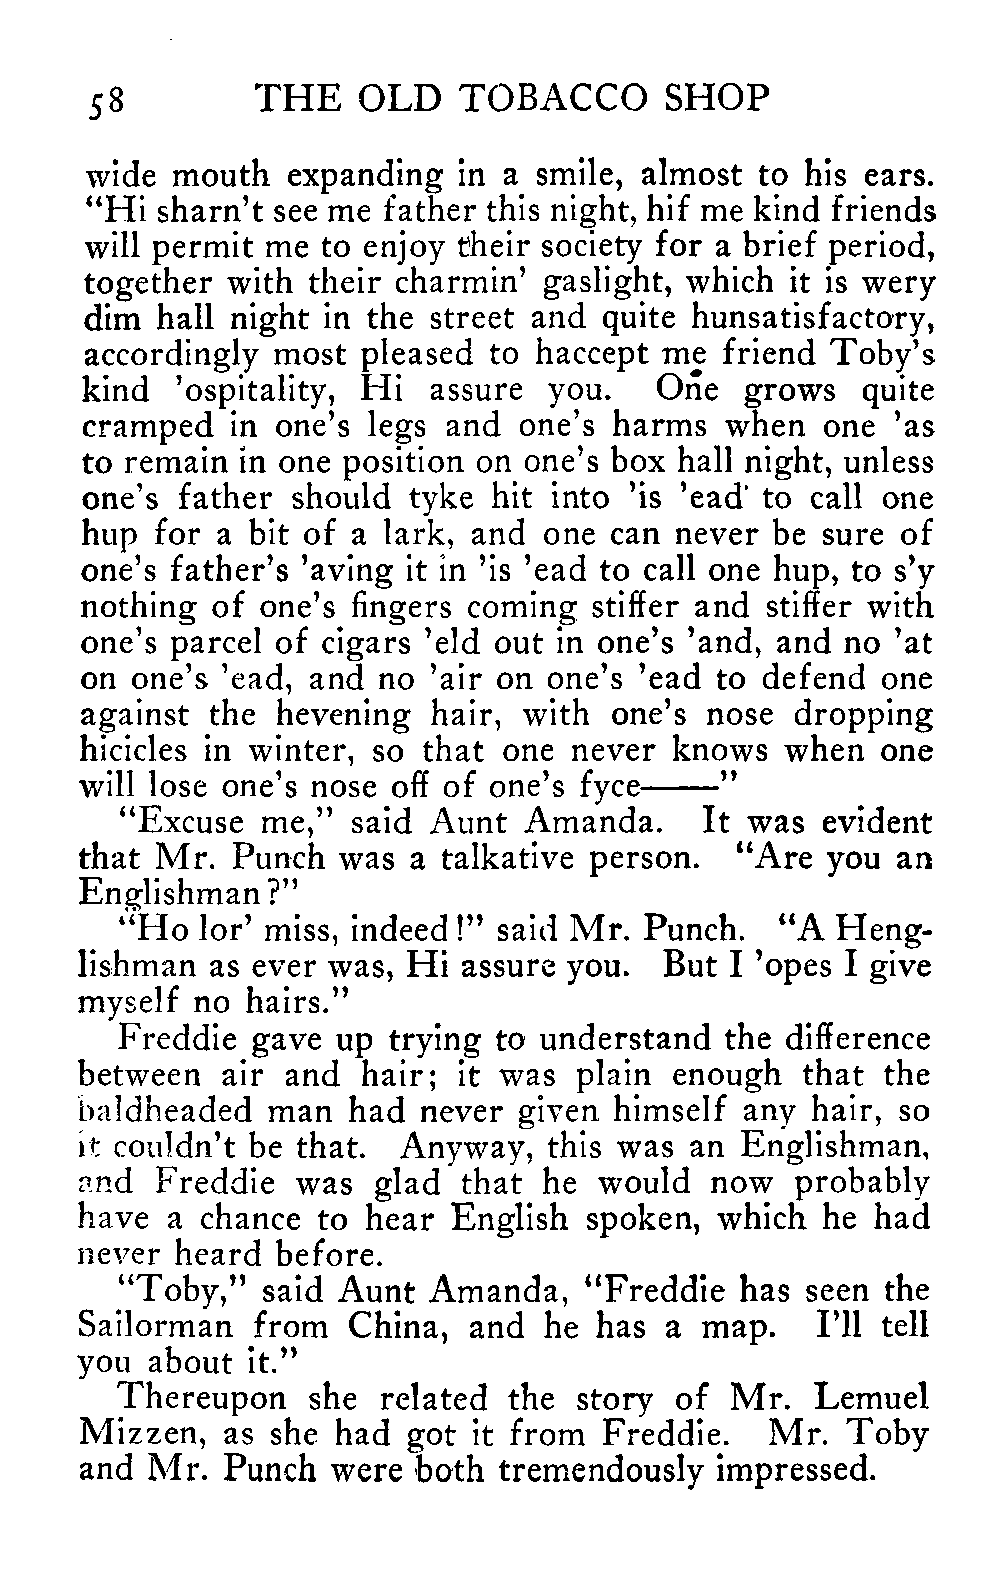 58 THE OLD TOBACCO SHOP
wide mouth expanding in a smile, almost to his ears.
“Hi sharn’t see me father this night, hif me kind friends
will permit me to enjoy their society for a brief period,
together with their charmin’ gaslight, which it is wery
dim hall night in the street and quite hunsatisfactory,
accordingly most pleased to haccept me friend Toby’s
kind ’ospitality, Hi assure you. One grows quite
cramped in one’s legs and one’s harms when one ’as
to remain in one position on one’s box hall night, unless
one’s father should tyke hit into ’is ’ead’ to call one
hup for a bit of a lark, and one can never be sure of
one’s father’s ’aving it in ’is ’ead to call one hup, to s’y
nothing of one’s fingers coming stiffer and stiffer with
one’s parcel of cigars ’eld out in one’s ’and, and no ’at
on one’s ’ead, and no ’air on one’s ’ead to defend one
against the hevening hair, with one’s nose dropping
hicicles in winter, so that one never knows when one
will lose one’s nose off of one’s fyce——”
“Excuse me,” said Aunt Amanda. It was evident
that Mr. Punch was a talkative person. “Are you an
Englishman?”
“Ho lor’ miss, indeed!” said Mr. Punch. “A Heng-
lishman as ever was, Hi assure you. But I ’opes I give
myself no hairs.”
Freddie gave up trying to understand the difference
between air and hair; it was plain enough that the
baldheaded man had never given himself any hair, so
it couldn’t be that. Anyway, this was an Englishman,
and Freddie was glad that he would now probably
have a chance to hear English spoken, which he had
never heard before.
“Toby,” said Aunt Amanda, “Freddie has seen the
Sailorman from China, and he has a map. I’ll tell
you about it.”
Thereupon she related the story of Mr. Lemuel
Mizzen, as she had got it from Freddie. Mr. Toby
and Mr. Punch were both tremendously impressed.